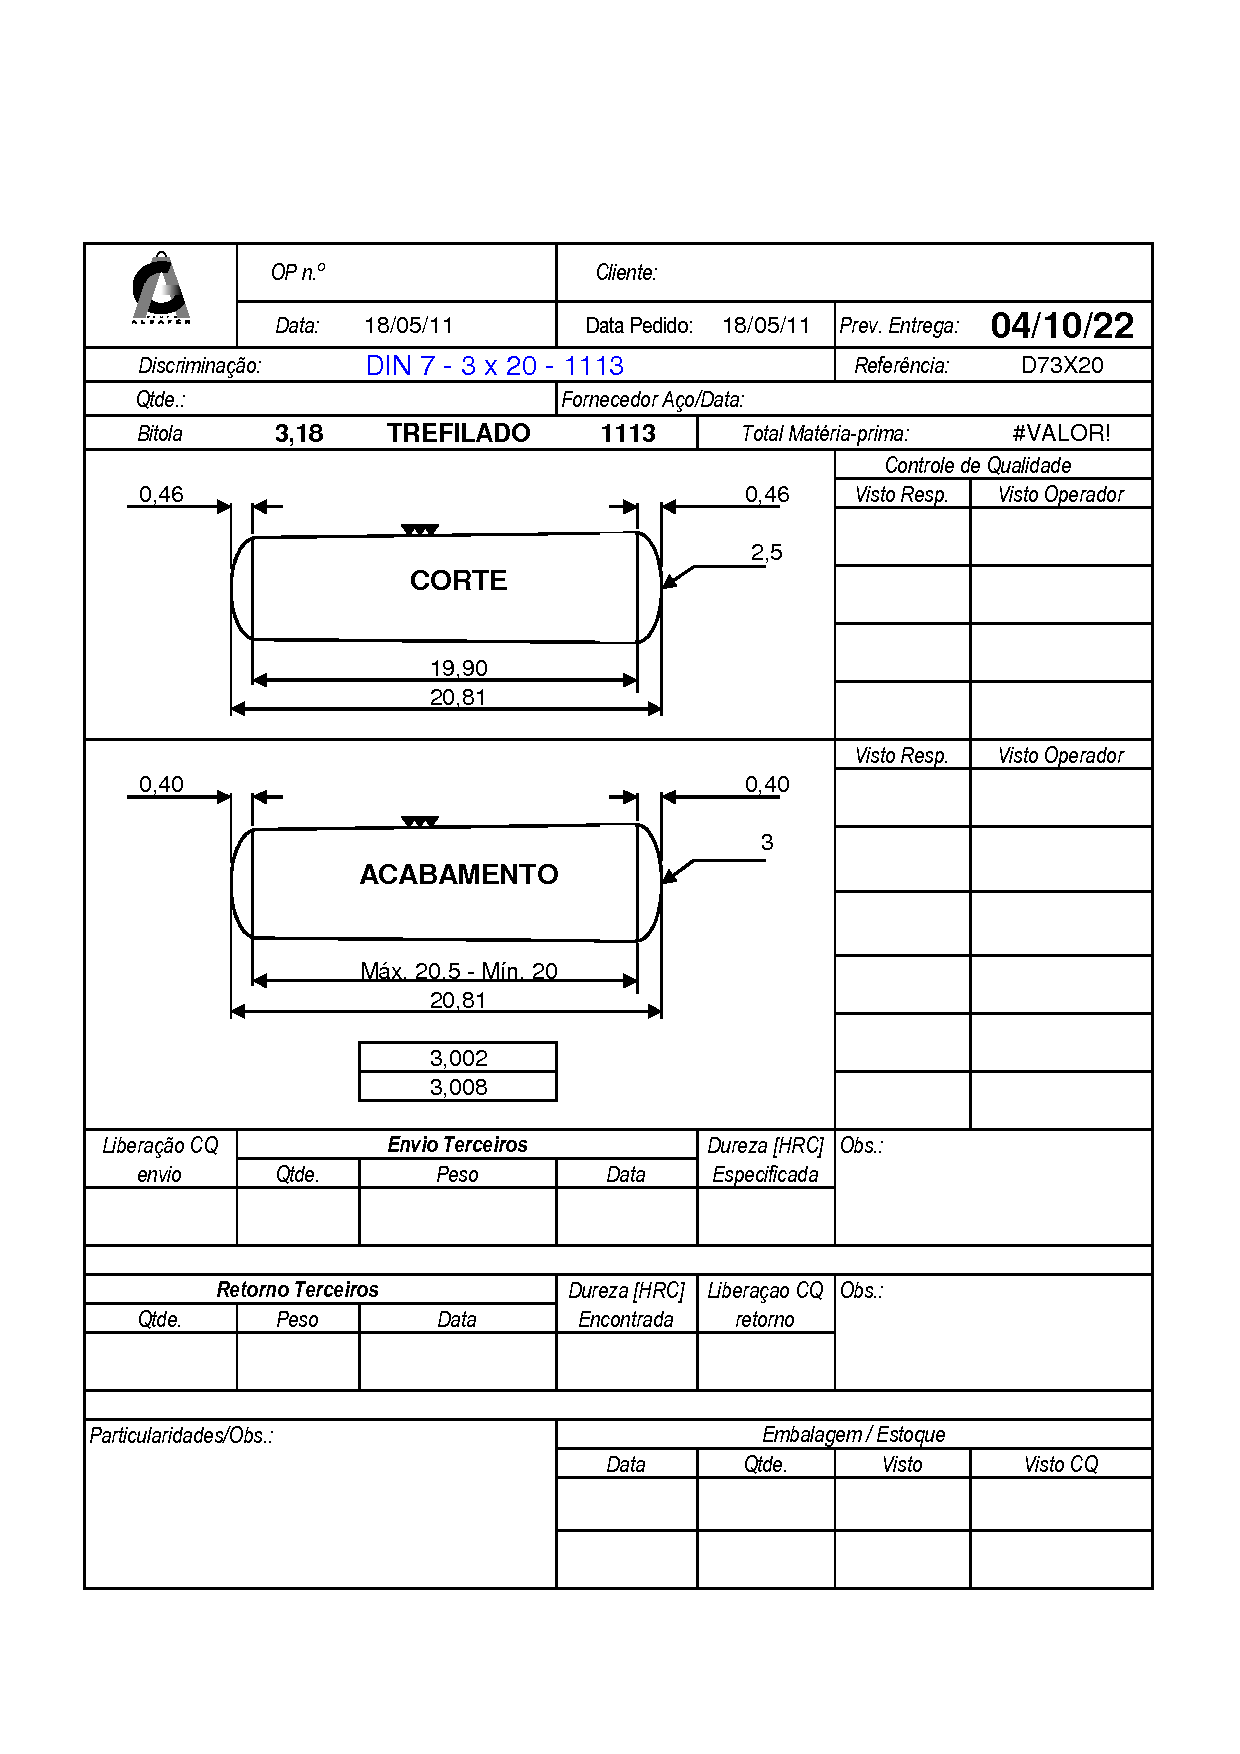 ALBAFER
OP n.º
Cliente:
Data: 18/05/11 Data Pedido: 18/05/11 Prev. Entrega: 04/10/22
Discriminação: DIN 7 - 3 x 20 - 1113 Referência: D73X20
Qtde.: Fornecedor Aço/Data:
Bitola 3,18 TREFILADO 1113 Total Matéria-prima: #VALOR!
Controle de Qualidade
0,46 0,46 Visto Resp. Visto Operador
2,5
CORTE
19,90
20,81
Visto Resp. Visto Operador
0,40 0,40
3
ACABAMENTO
Máx. 20,5 - Mín. 20
20,81
3,002
3,008
Liberação CQ Envio Terceiros Dureza [HRC] Obs.:
envio Qtde. Peso Data Especificada
Retorno Terceiros Dureza [HRC] Liberaçao CQ Obs.:
Qtde. Peso Data Encontrada retorno
Particularidades/Obs.: Embalagem / Estoque
Data Qtde. Visto Visto CQ